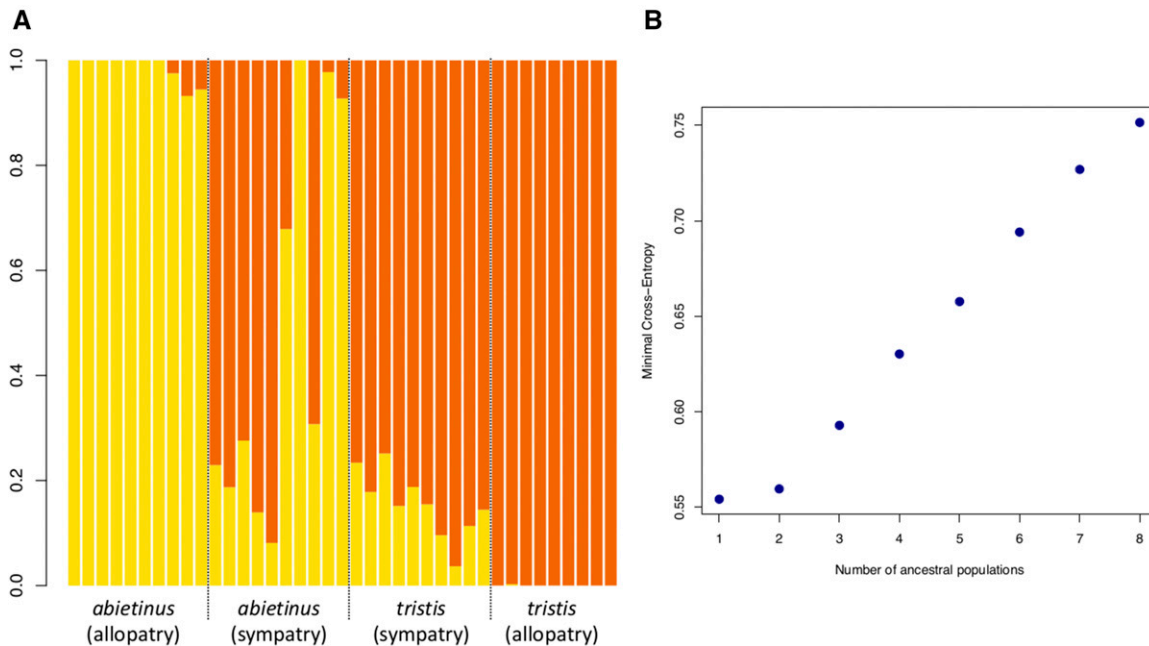 A
1.0
0.8
0.6
0.4
0.2
0.0
abietinus
(allopatry)
abietinus
(sympatry)
tristis
(sympatry)
tristis
(allopatry)
B
Minimal Cross-Entropy
0.75
0.70
0.65
0.60
0.55
1 2 3 4 5 6 7 8
Number of ancestral populations